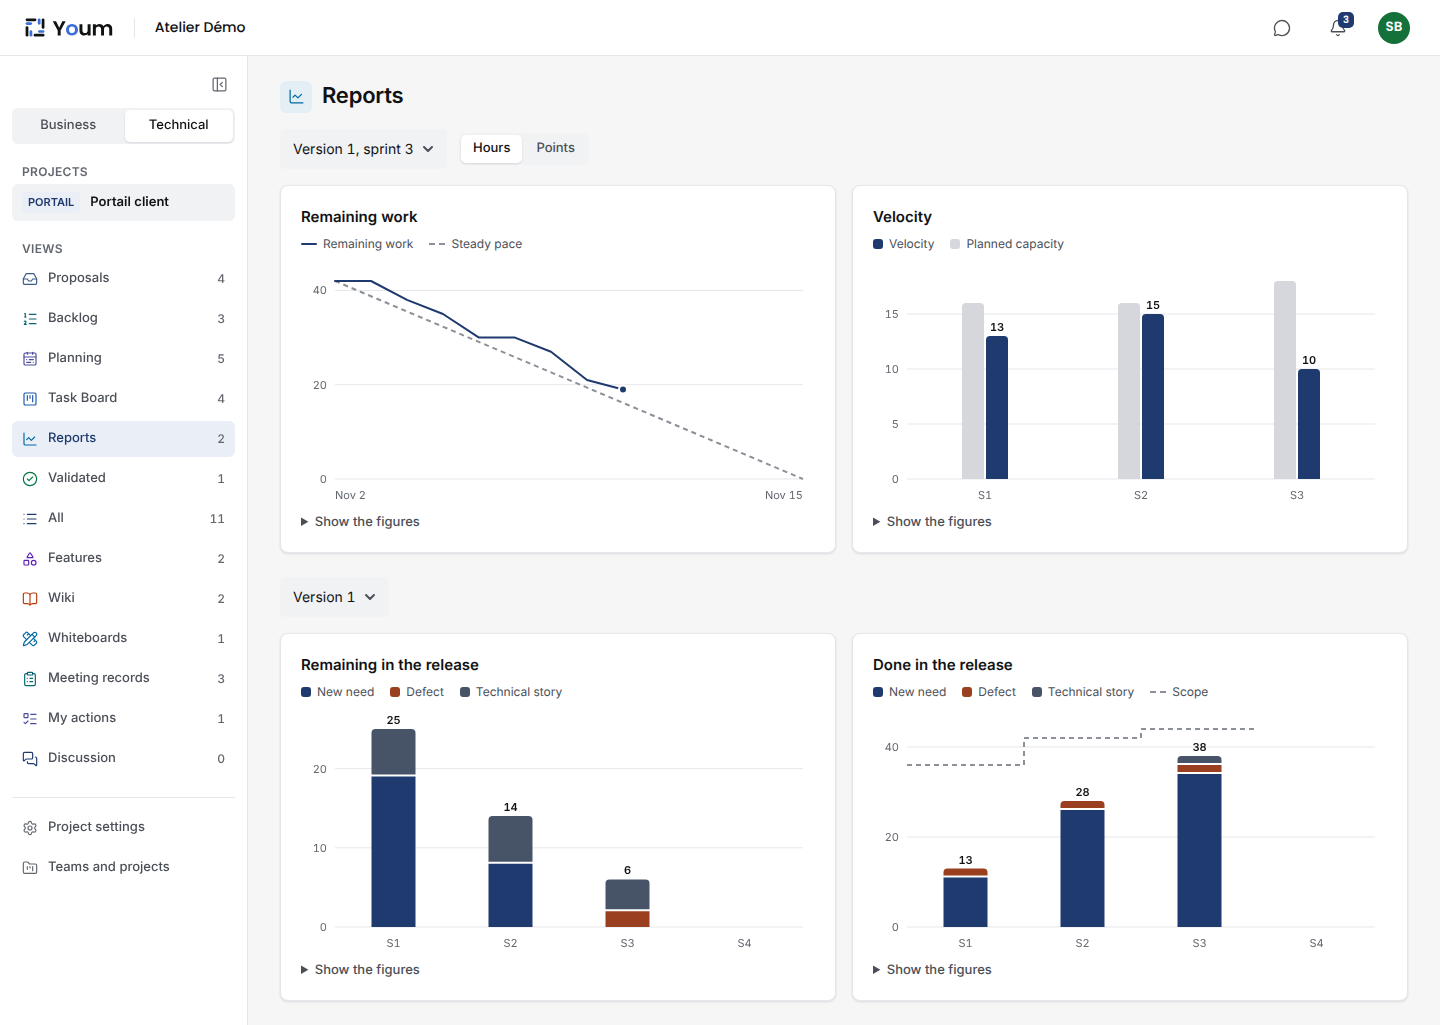 Youm
Atelier Démo
3
SB
Business
Technical
PROJECTS
PORTAIL Portail client
VIEWS
Proposals 4
Backlog 3
Planning 5
Task Board 4
Reports 2
Validated 1
All 11
Features 2
Wiki 2
Whiteboards 1
Meeting records 3
My actions 1
Discussion 0
Project settings
Teams and projects
Reports
Version 1, sprint 3
Hours
Points
Remaining work
Remaining work
Steady pace
40
20
0
Nov 2
Nov 15
Show the figures
Velocity
Velocity
Planned capacity
15
10
5
0
13
15
10
S1
S2
S3
Show the figures
Version 1
Remaining in the release
New need
Defect
Technical story
20
10
0
25
14
6
S1
S2
S3
S4
Show the figures
Done in the release
New need
Defect
Technical story
Scope
40
20
0
13
28
38
S1
S2
S3
S4
Show the figures